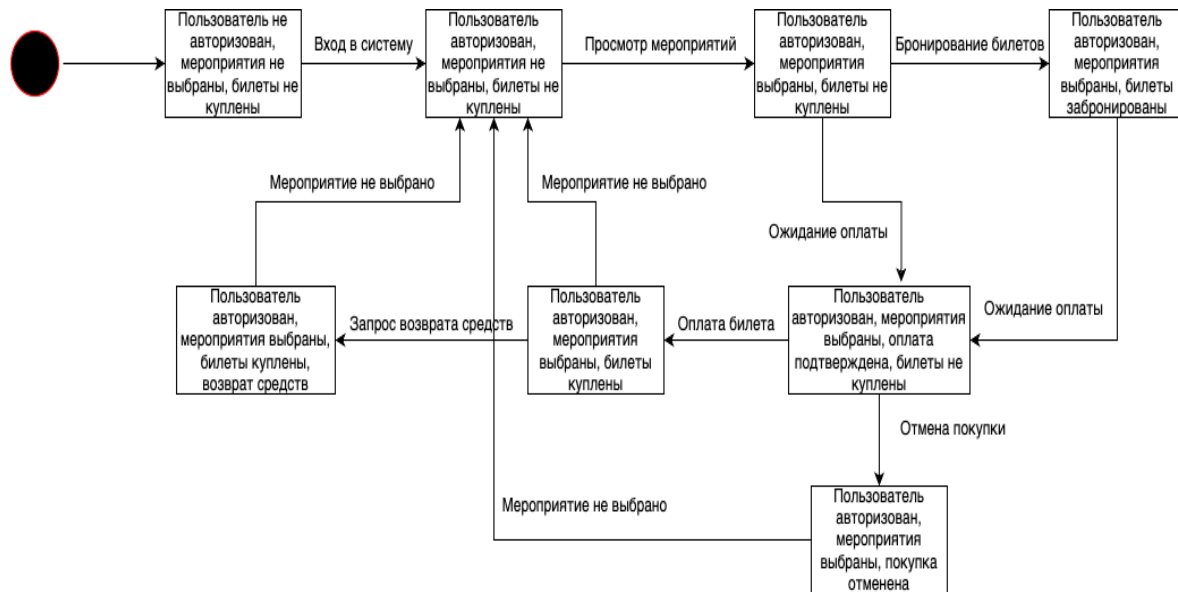 Пользователь не
авторизован,
мероприятия не
выбраны, билеты не
куплены
Вход в систему
Пользователь
авторизован,
мероприятия не
выбраны, билеты не
куплены
Просмотр мероприятий
Пользователь
авторизован,
мероприятия
выбраны, билеты не
куплены
Бронирование билетов
Пользователь
авторизован,
мероприятия
выбраны, билеты
забронированы
Мероприятие не выбрано
Мероприятие не выбрано
Ожидание оплаты
Ожидание оплаты
Пользователь
авторизован,
мероприятия выбраны,
билеты куплены,
возврат средств
Запрос возврата средств
Пользователь
авторизован,
мероприятия
выбраны, билеты
куплены
Оплата билета
Пользователь
авторизован, мероприятия
выбраны, оплата
подтверждена, билеты не
куплены
Отмена покупки
Мероприятие не выбрано
Пользователь
авторизован,
мероприятия
выбраны, покупка
отменена